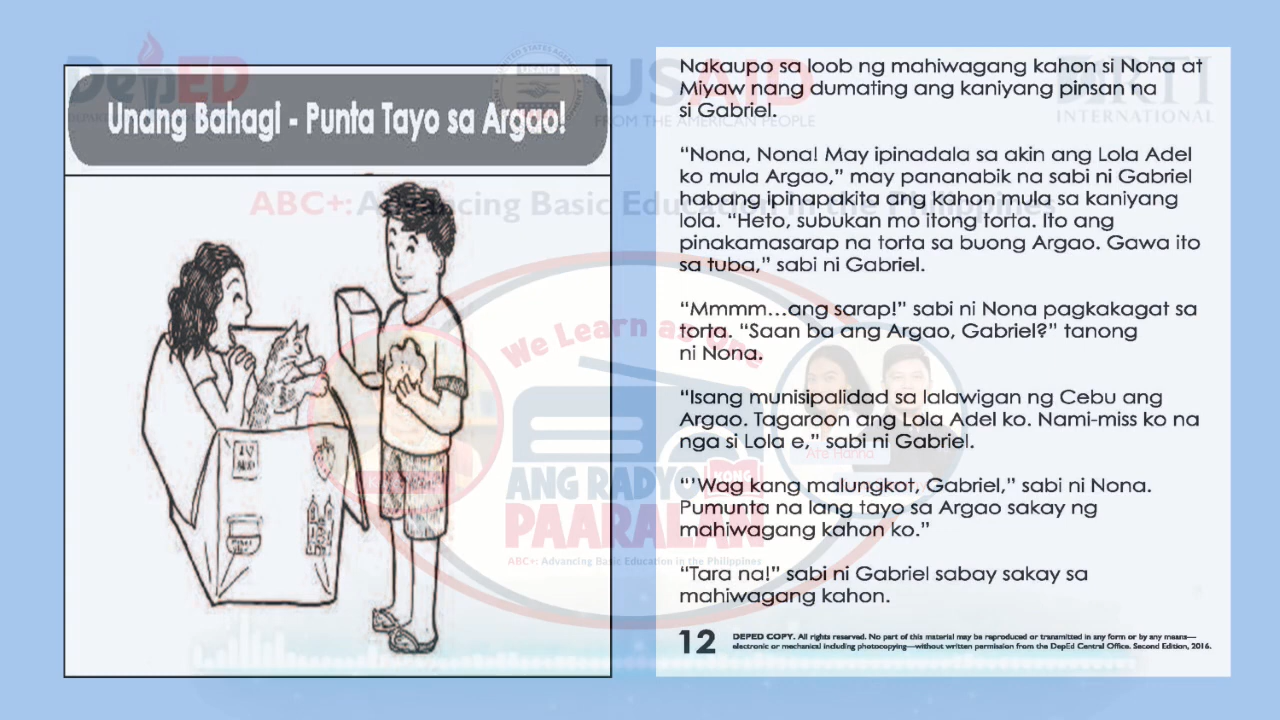 DepED
USAID
FROM THE AMERICAN PEOPLE
RTI
INTERNATIONAL
ABC+: Advancing Basic Education in the Philippines
Unang Bahagi - Punta Tayo sa Argao!
Nakaupo sa loob ng mahiwagang kahon si Nona at
Miyaw nang dumating ang kaniyang pinsan na
si Gabriel.
“Nona, Nona! May ipinadala sa akin ang Lola Adel
ko mula Argao,” may pananabik na sabi ni Gabriel
habang ipinapakita ang kahon mula sa kaniyang
lola. “Heto, subukan mo itong torta. Ito ang
pinakamasarap na torta sa buong Argao. Gawa ito
sa tuba,” sabi ni Gabriel.
“Mmmm…ang sarap!” sabi ni Nona pagkakagat sa
torta. “Saan ba ang Argao, Gabriel?” tanong
ni Nona.
“Isang munisipalidad sa lalawigan ng Cebu ang
Argao. Tagaroon ang Lola Adel ko. Nami-miss ko na
nga si Lola e,” sabi ni Gabriel.
“’Wag kang malungkot, Gabriel,” sabi ni Nona.
Pumunta na lang tayo sa Argao sakay ng
mahiwagang kahon ko.”
“Tara na!” sabi ni Gabriel sabay sakay sa
mahiwagang kahon.
12
DEPED COPY. All rights reserved. No part of this material may be reproduced or transmitted in any form or by any means—
electronic or mechanical including photocopying—without written permission from the DepEd Central Office. Second Edition, 2016.
We Learn as One
ANG RADYO KONG
PAARALAN
ABC+: Advancing Basic Education in the Philippines
Ate Hanna